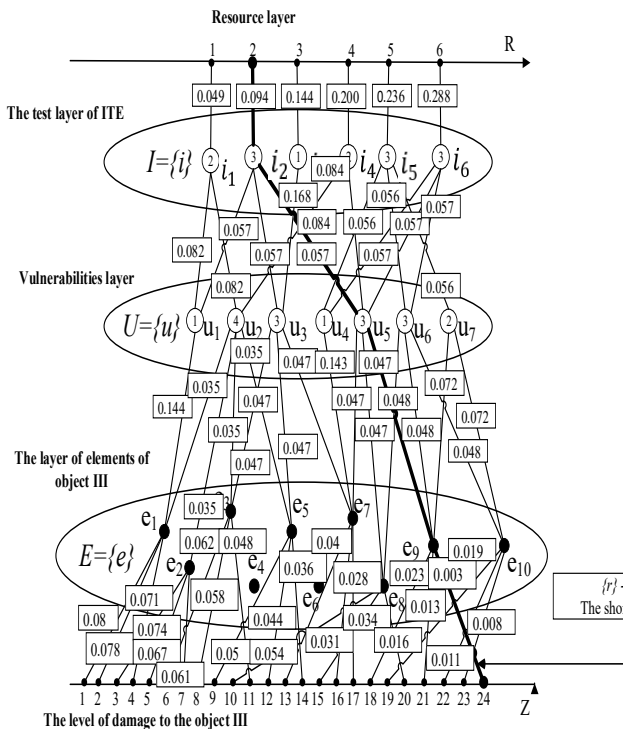 Resource layer
1 2 3 4 5 6 R
0.049 0.094 0.144 0.200 0.236 0.288
The test layer of ITE
I={i} 2 i1 3 i2 1 i4 3 i5 3 i6
0.084
0.168 0.056
0.057 0.084 0.056 0.057 0.057
0.082 0.057 0.057 0.057
Vulnerabilities layer
0.082 0.056
U={u} 1 u1 4 u2 3 u3 1 u4 3 u5 3 u6 2 u7
0.035 0.047 0.143 0.047
0.035 0.047 0.047 0.048 0.072
0.144 0.035 0.047 0.048 0.072
0.047 0.048
The layer of elements of
object III
0.047
0.035
E={e} e1 e2 e4 e5 e6 e7 e8 e9 e10
0.062 0.048 0.04 0.019
0.036 0.028 0.023 0.003
0.071 0.058 0.013
0.08 0.074 0.044 0.034 0.008
0.078 0.067 0.05 0.054 0.031 0.016 0.011
0.061
{r} -
The sho
1 2 3 4 5 6 7 8 9 10 11 12 13 14 15 16 17 18 19 20 21 22 23 24 Z
The level of damage to the object III